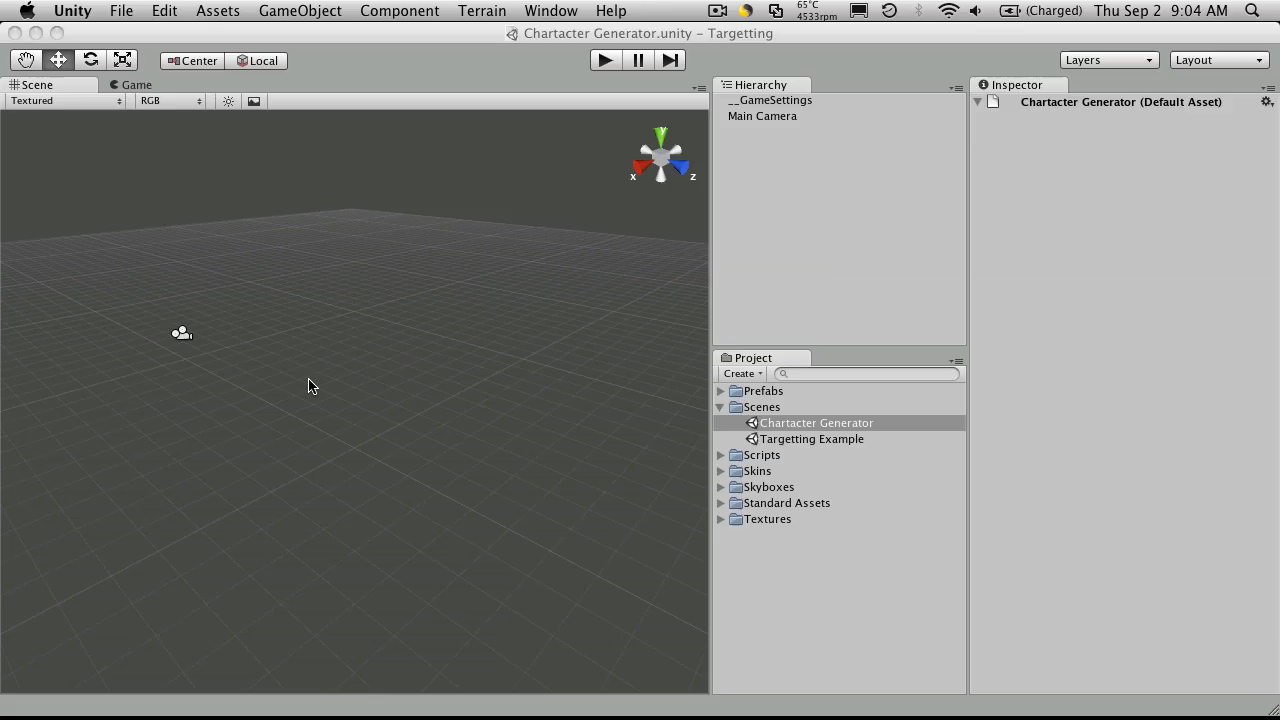 Unity File Edit Assets GameObject Component Terrain Window Help 65°C 4533rpm (Charged) Thu Sep 2 9:04 AM
Chartacter Generator.unity – Targetting
Center Local Layers Layout
Scene Game Hierarchy Inspector
Textured RGB
__GameSettings
Main Camera
Chartacter Generator (Default Asset)
y
x z
Project
Create
Prefabs
Scenes
Chartacter Generator
Targetting Example
Scripts
Skins
Skyboxes
Standard Assets
Textures